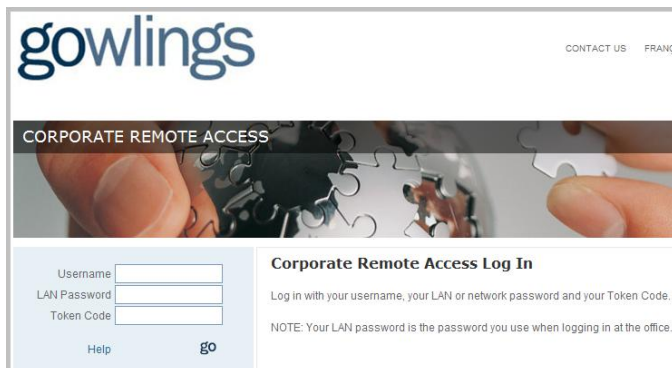 gowlings
CONTACT US
CORPORATE REMOTE ACCESS
Corporate Remote Access Log In
Username
LAN Password
Token Code
Help go
Log in with your username, your LAN or network password and your Token Code.
NOTE: Your LAN password is the password you use when logging in at the office.